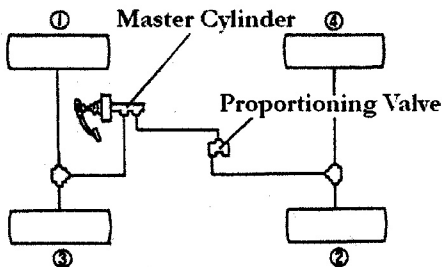 ① Master Cylinder ④
Proportioning Valve
③ ②